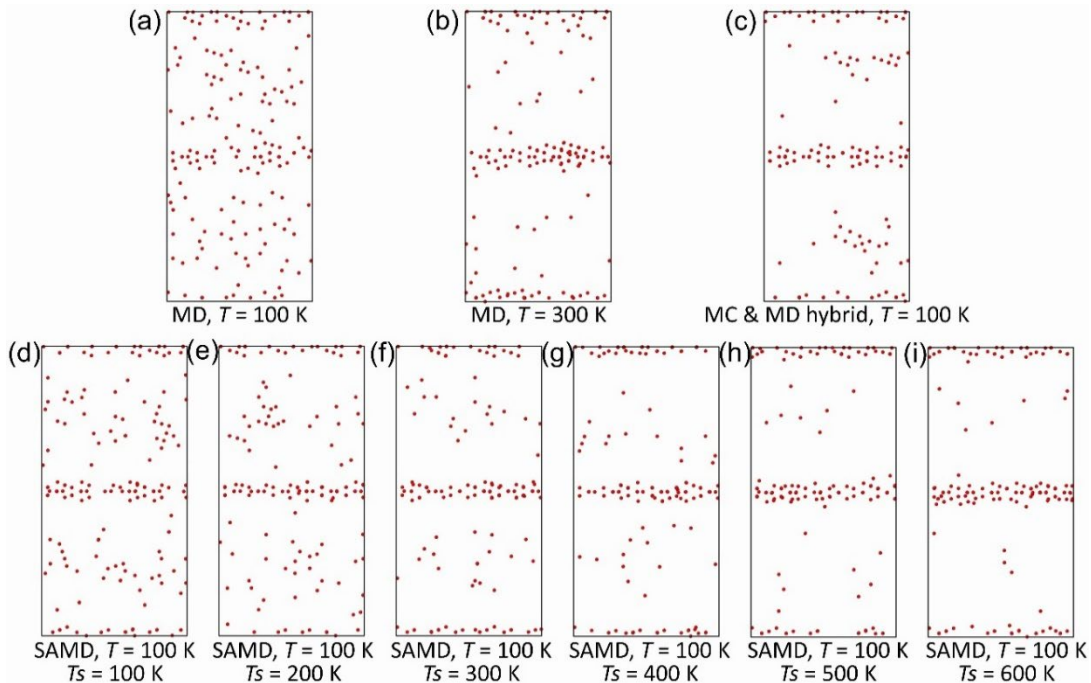 (a) (b) (c)
MD, T = 100 K MD, T = 300 K MC & MD hybrid, T = 100 K
(d) (e) (f) (g) (h) (i)
SAMD, T = 100 K SAMD, T = 100 K SAMD, T = 100 K SAMD, T = 100 K SAMD, T = 100 K SAMD, T = 100 K
Ts = 100 K Ts = 200 K Ts = 300 K Ts = 400 K Ts = 500 K Ts = 600 K